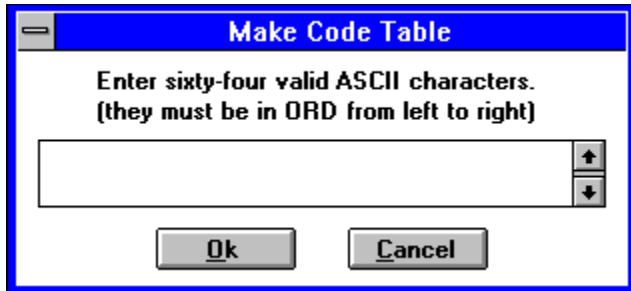 Make Code Table
Enter sixty-four valid ASCII characters.
(they must be in ORD from left to right)
Ok
Cancel